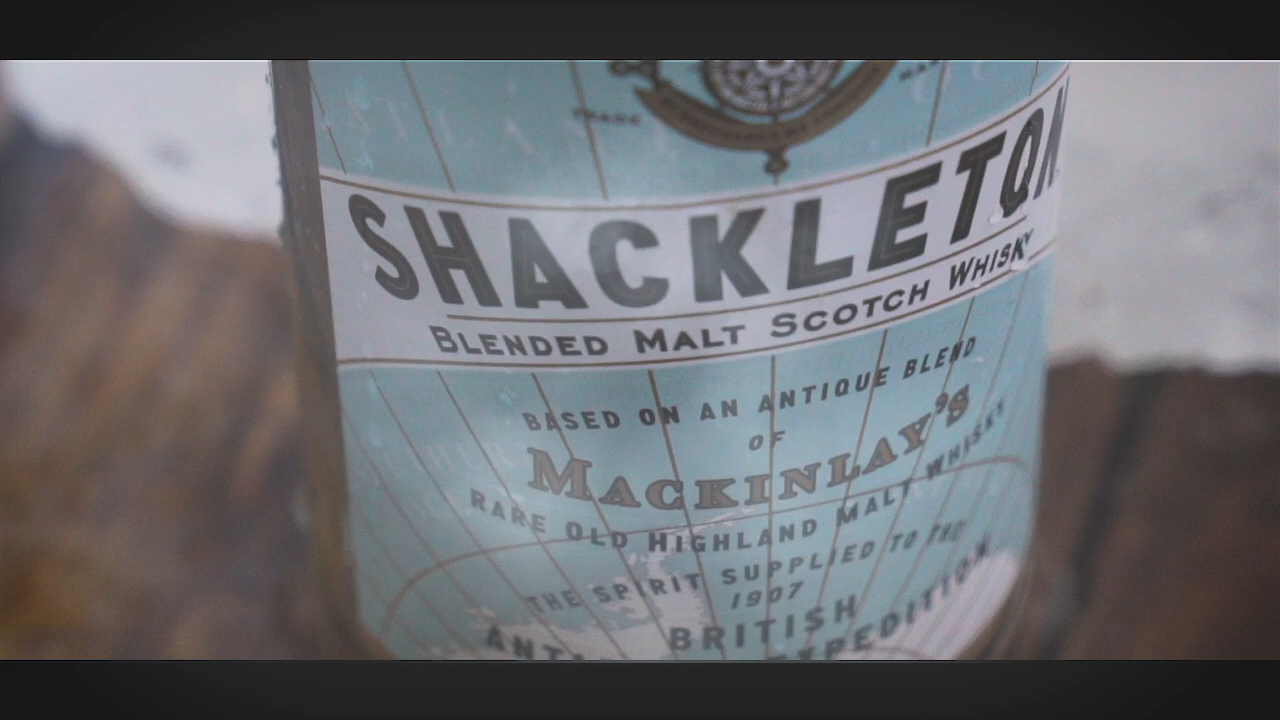 TRADE
SHACKLETON
BLENDED MALT SCOTCH WHISKY
BASED ON AN ANTIQUE BLEND
OF
MACKINLAY'S
RARE OLD HIGHLAND MALT WHISKY
THE SPIRIT SUPPLIED TO THE
1907
BRITISH
EXPEDITION